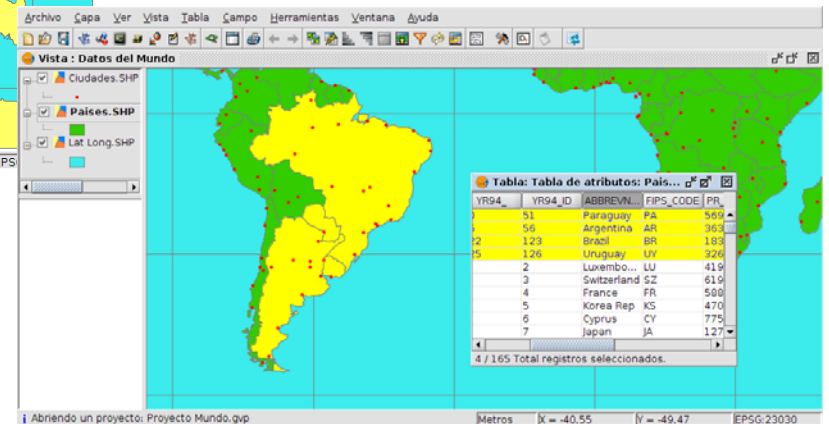 Archivo Capa Ver Vista Tabla Campo Herramientas Ventana Ayuda
Vista : Datos del Mundo
Ciudades.SHP
Paises.SHP
Lat Long.SHP
Tabla: Tabla de atributos: Pais...
YR94_ YR94_ID ABBREVN... FIPS_CODE PR_
51 Paraguay PA 569
56 Argentina AR 363
22 123 Brazil BR 183
25 126 Uruguay UY 326
2 Luxembo... LU 419
3 Switzerland SZ 619
4 France FR 588
5 Korea Rep KS 470
6 Cyprus CY 775
7 Japan JA 127
4 / 165 Total registros seleccionados.
Abriendo un proyecto: Proyecto Mundo.gvp Metros X = -40,55 Y = -49,47 EPSG:23030